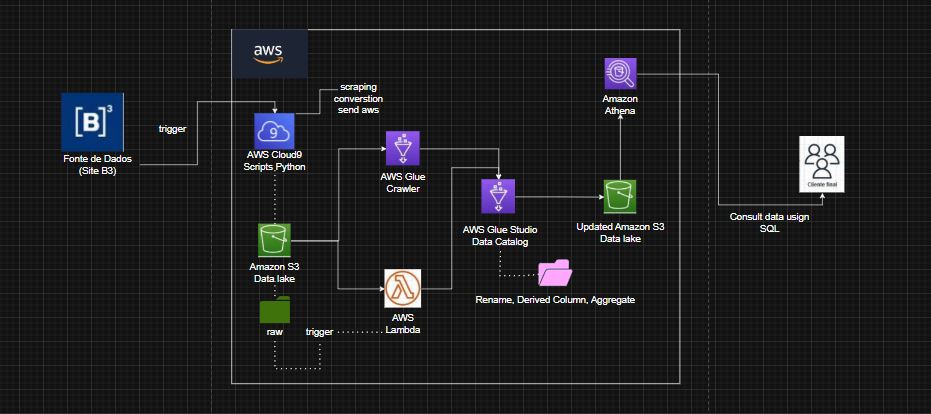 aws
scraping
converstion
send aws
[B]³
trigger
Fonte de Dados
(Site B3)
9
AWS Cloud9
Scripts,Python
AWS Glue
Crawler
Amazon
Athena
AWS Glue Studio
Data Catalog
Updated Amazon S3
Data lake
Cliente final
Consult data usign
SQL
Amazon S3
Data lake
Rename, Derived Column, Aggregate
raw
trigger
AWS
Lambda